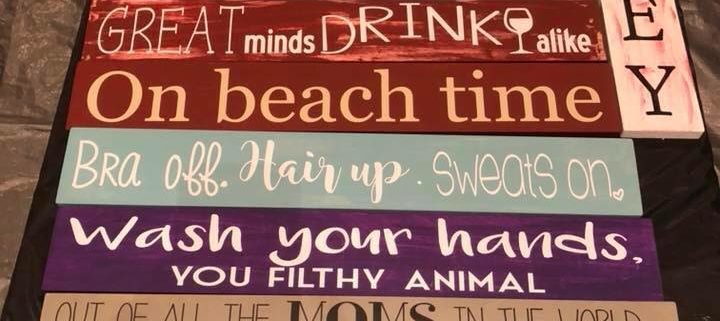 GREAT minds DRINK alike
On beach time
Bra off. Hair up. Sweats on.
Wash your hands,
YOU FILTHY ANIMAL
OUT OF ALL THE MOMS IN THE WORLD
E
Y